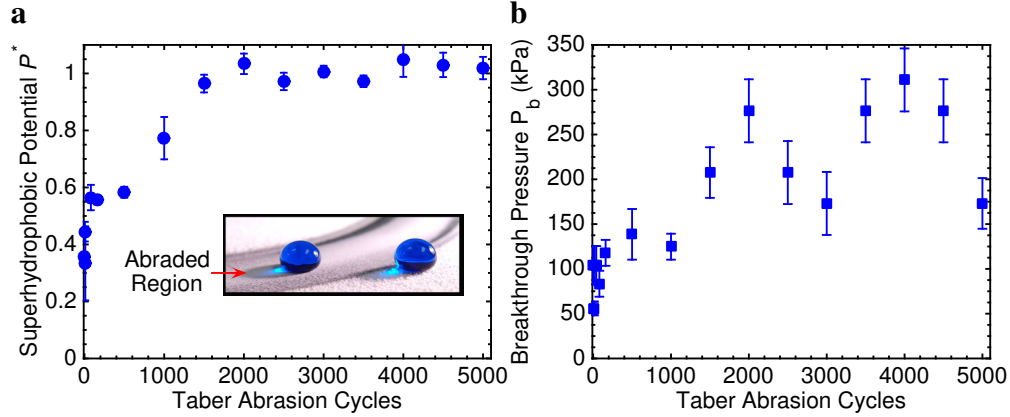 a
Superhydrophobic Potential P*
1
0.8
0.6
0.4
0.2
0
0 1000 2000 3000 4000 5000
Taber Abrasion Cycles
Abraded
Region
b
Breakthrough Pressure P_b (kPa)
350
300
250
200
150
100
50
0
0 1000 2000 3000 4000 5000
Taber Abrasion Cycles